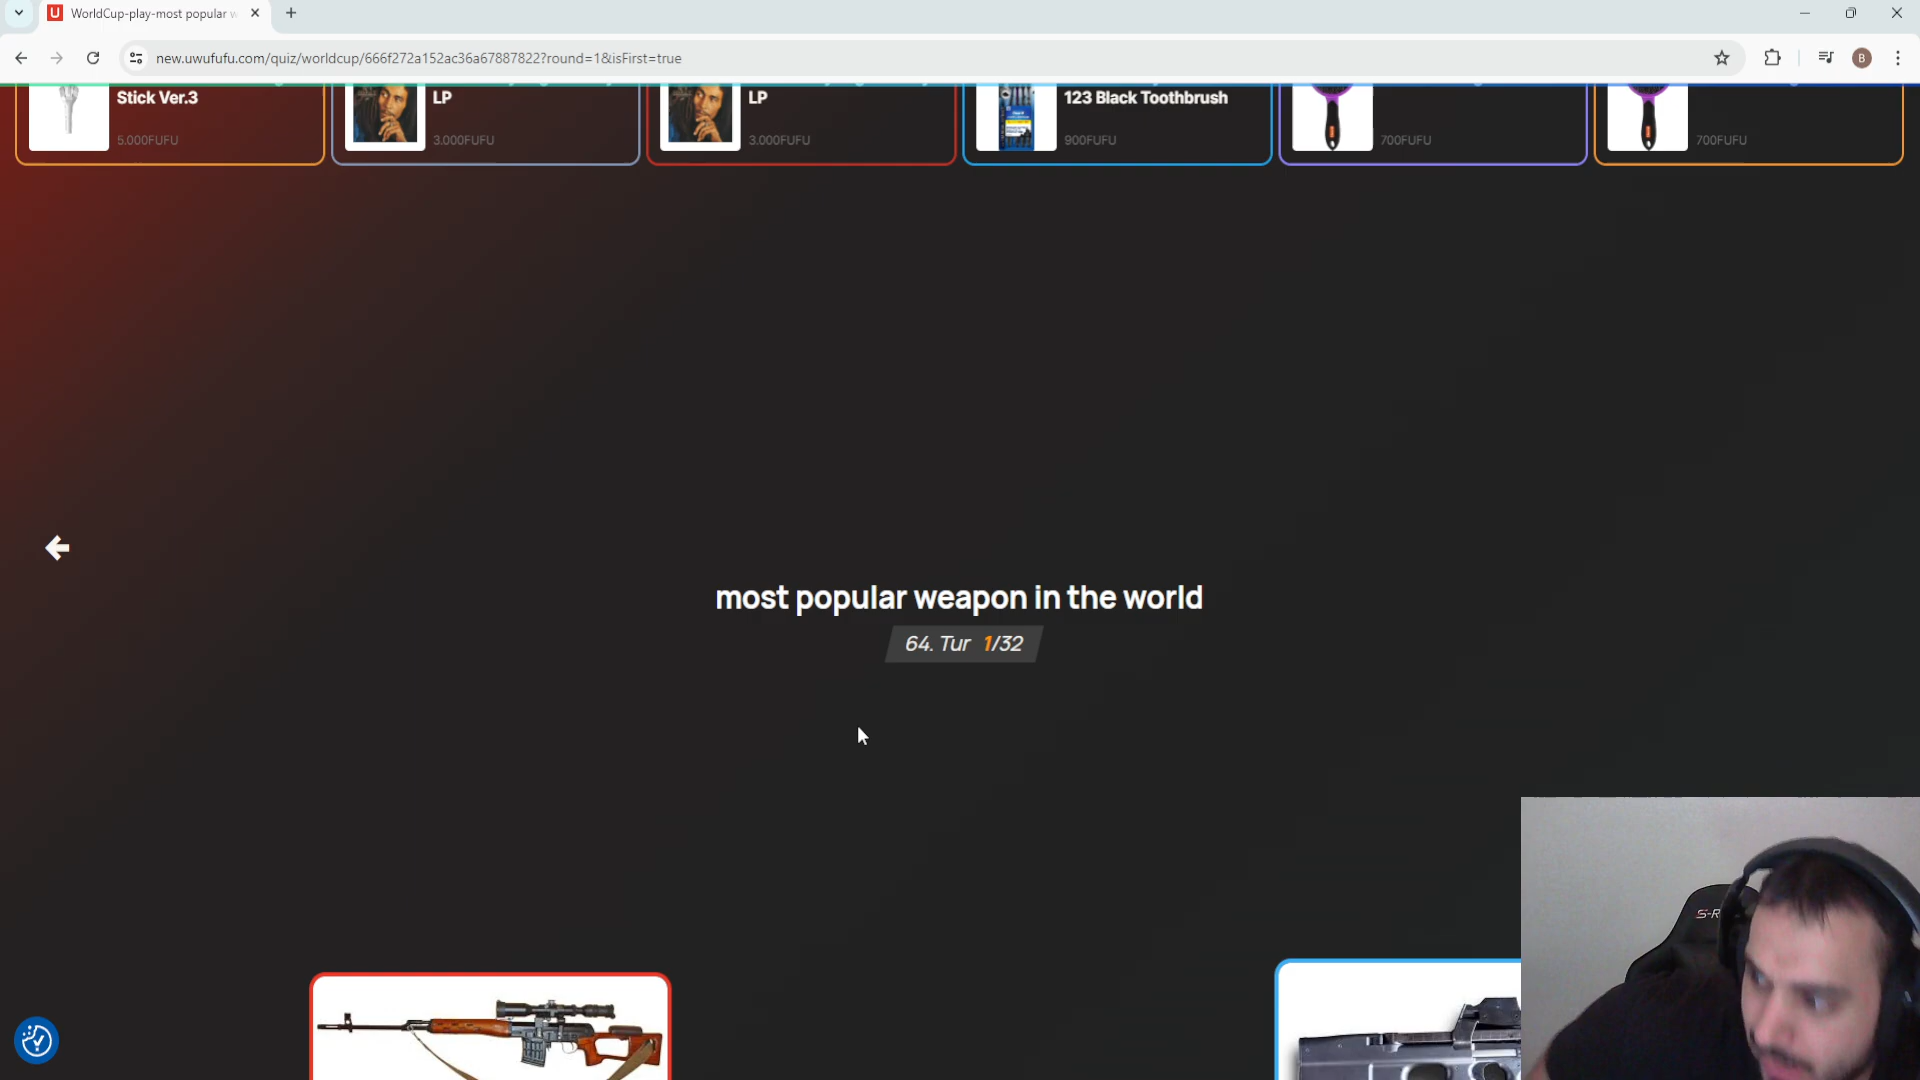 WorldCup-play-most popular w
new.uwufufu.com/quiz/worldcup/666f272a152ac36a67887822?round=1&isFirst=true
B
Stick Ver.3
LP
LP
123 Black Toothbrush
5.000FUFU
3.000FUFU
3.000FUFU
900FUFU
700FUFU
700FUFU
most popular weapon in the world
64. Tur 1/32
S-R